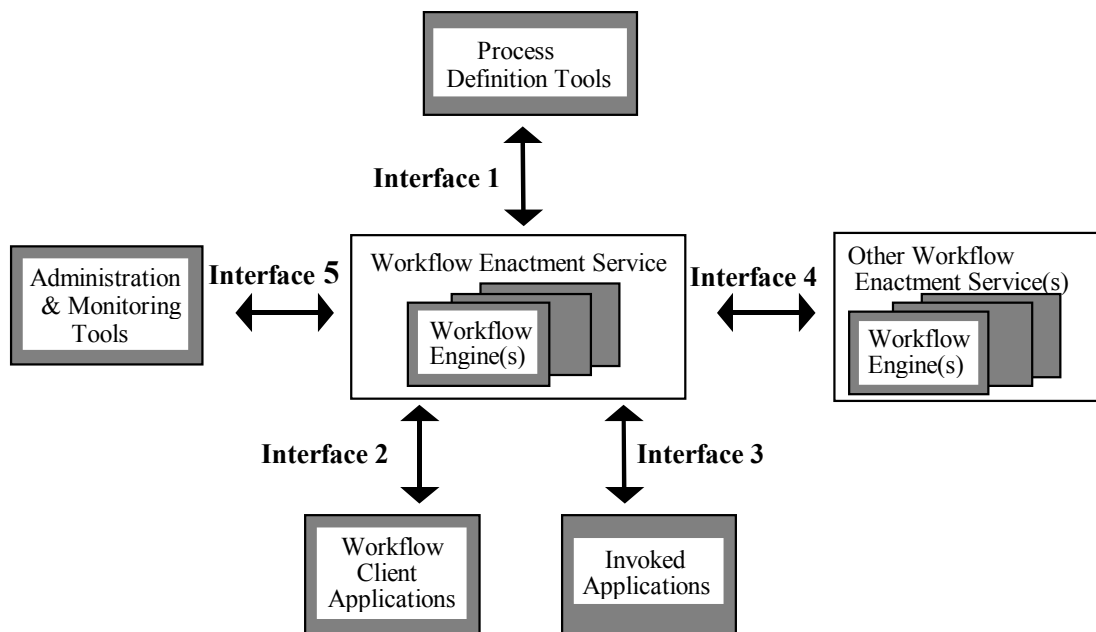 Process
Definition Tools
Interface 1
Administration
& Monitoring
Tools
Interface 5
Workflow Enactment Service
Workflow
Engine(s)
Interface 4
Other Workflow
Enactment Service(s)
Workflow
Engine(s)
Interface 2
Interface 3
Workflow
Client
Applications
Invoked
Applications